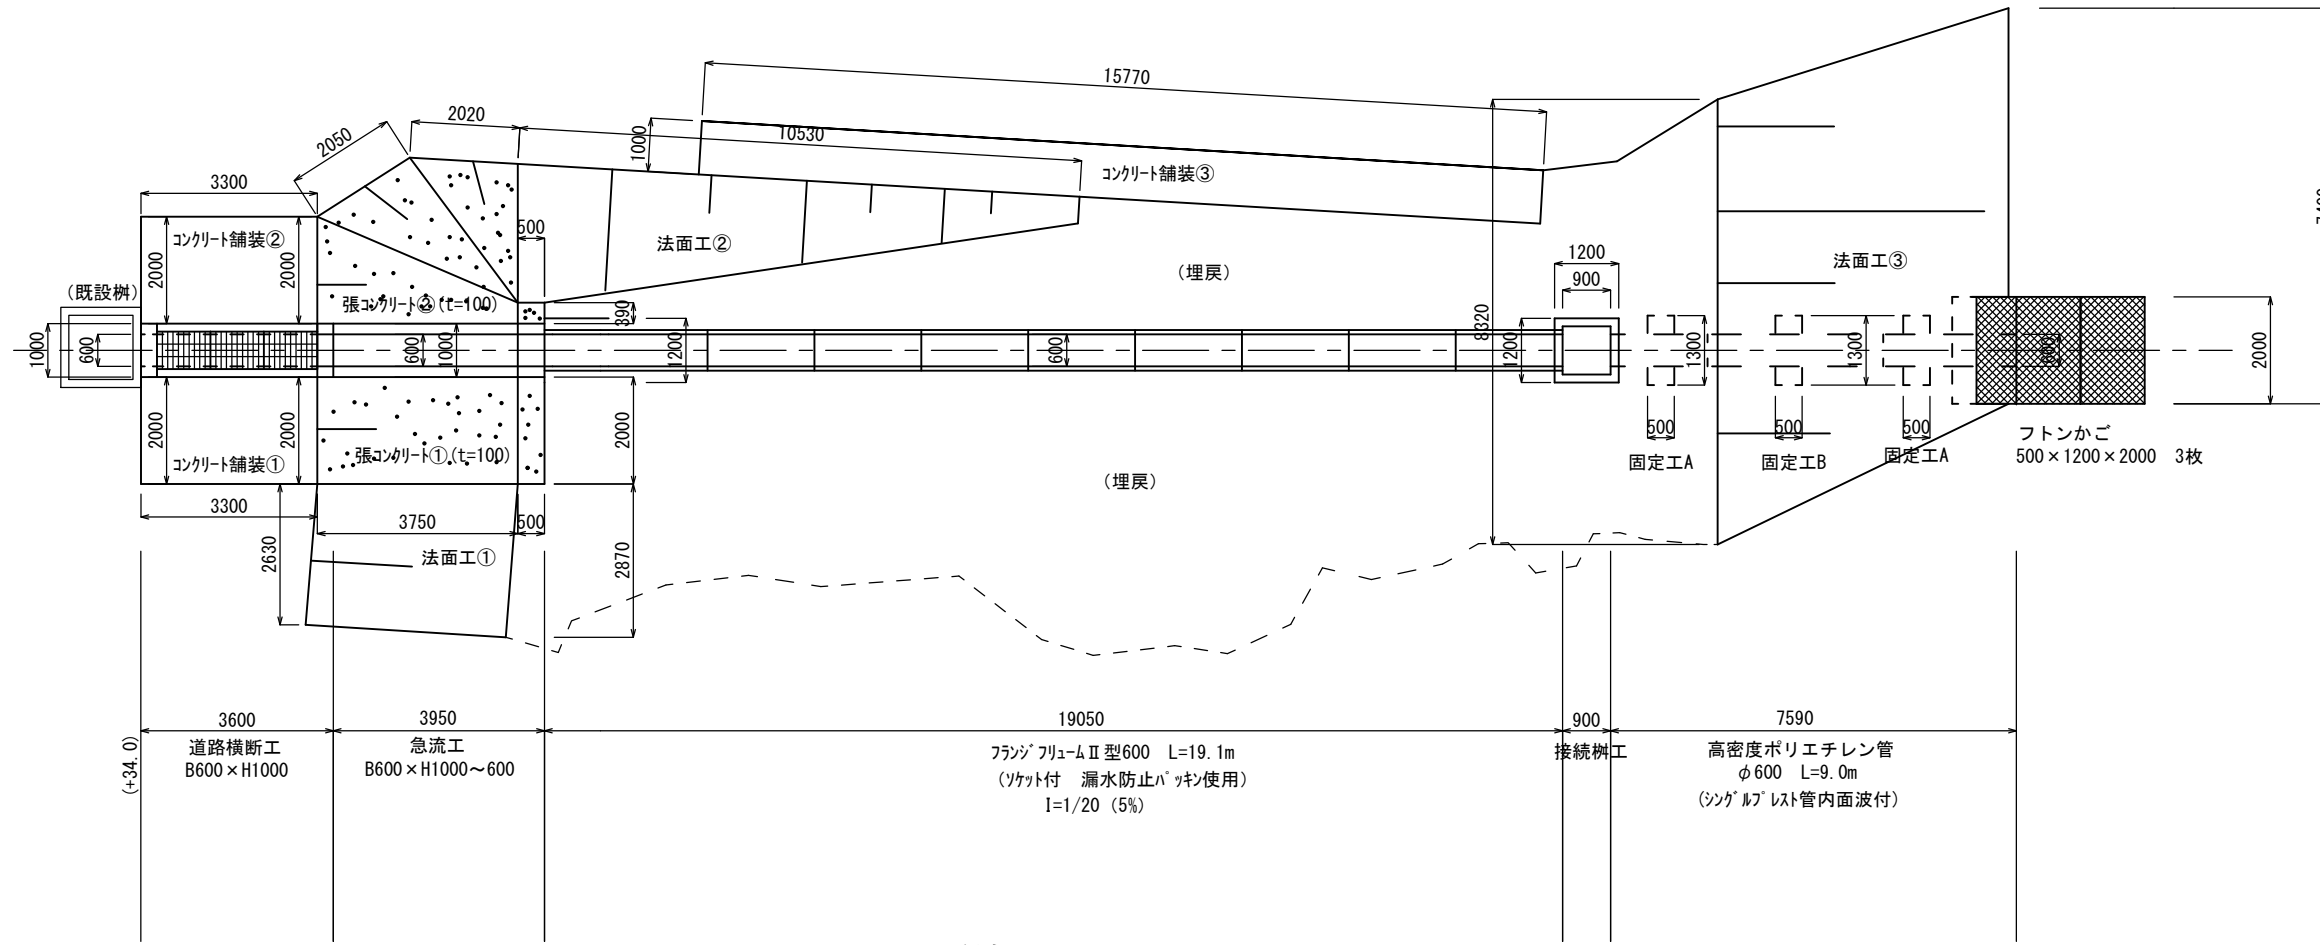 15770
2020
10530
2050
1000
コンクリート舗装③
3300
500
コンクリート舗装②
法面工②
2000
2000
(埋戻)
1200
900
法面工③
(既設桝)
張コンクリート②(t=100)
390
8320
1000
600
600
1000
1200
600
1200
1300
1300
600
2000
2000
2000
2000
500
500
500
フトンかご
500×1200×2000 3枚
固定工A
固定工B
固定工A
コンクリート舗装①
張コンクリート①(t=100)
(埋戻)
3300
3750
500
2630
2870
法面工①
3600
3950
19050
900
7590
(+34.0)
道路横断工
B600×H1000
急流工
B600×H1000～600
フランジフリュームⅡ型600 L=19.1m
(ソケット付 漏水防止パッキン使用)
I=1/20 (5%)
接続桝工
高密度ポリエチレン管
φ600 L=9.0m
(シングルプレスト管内面波付)